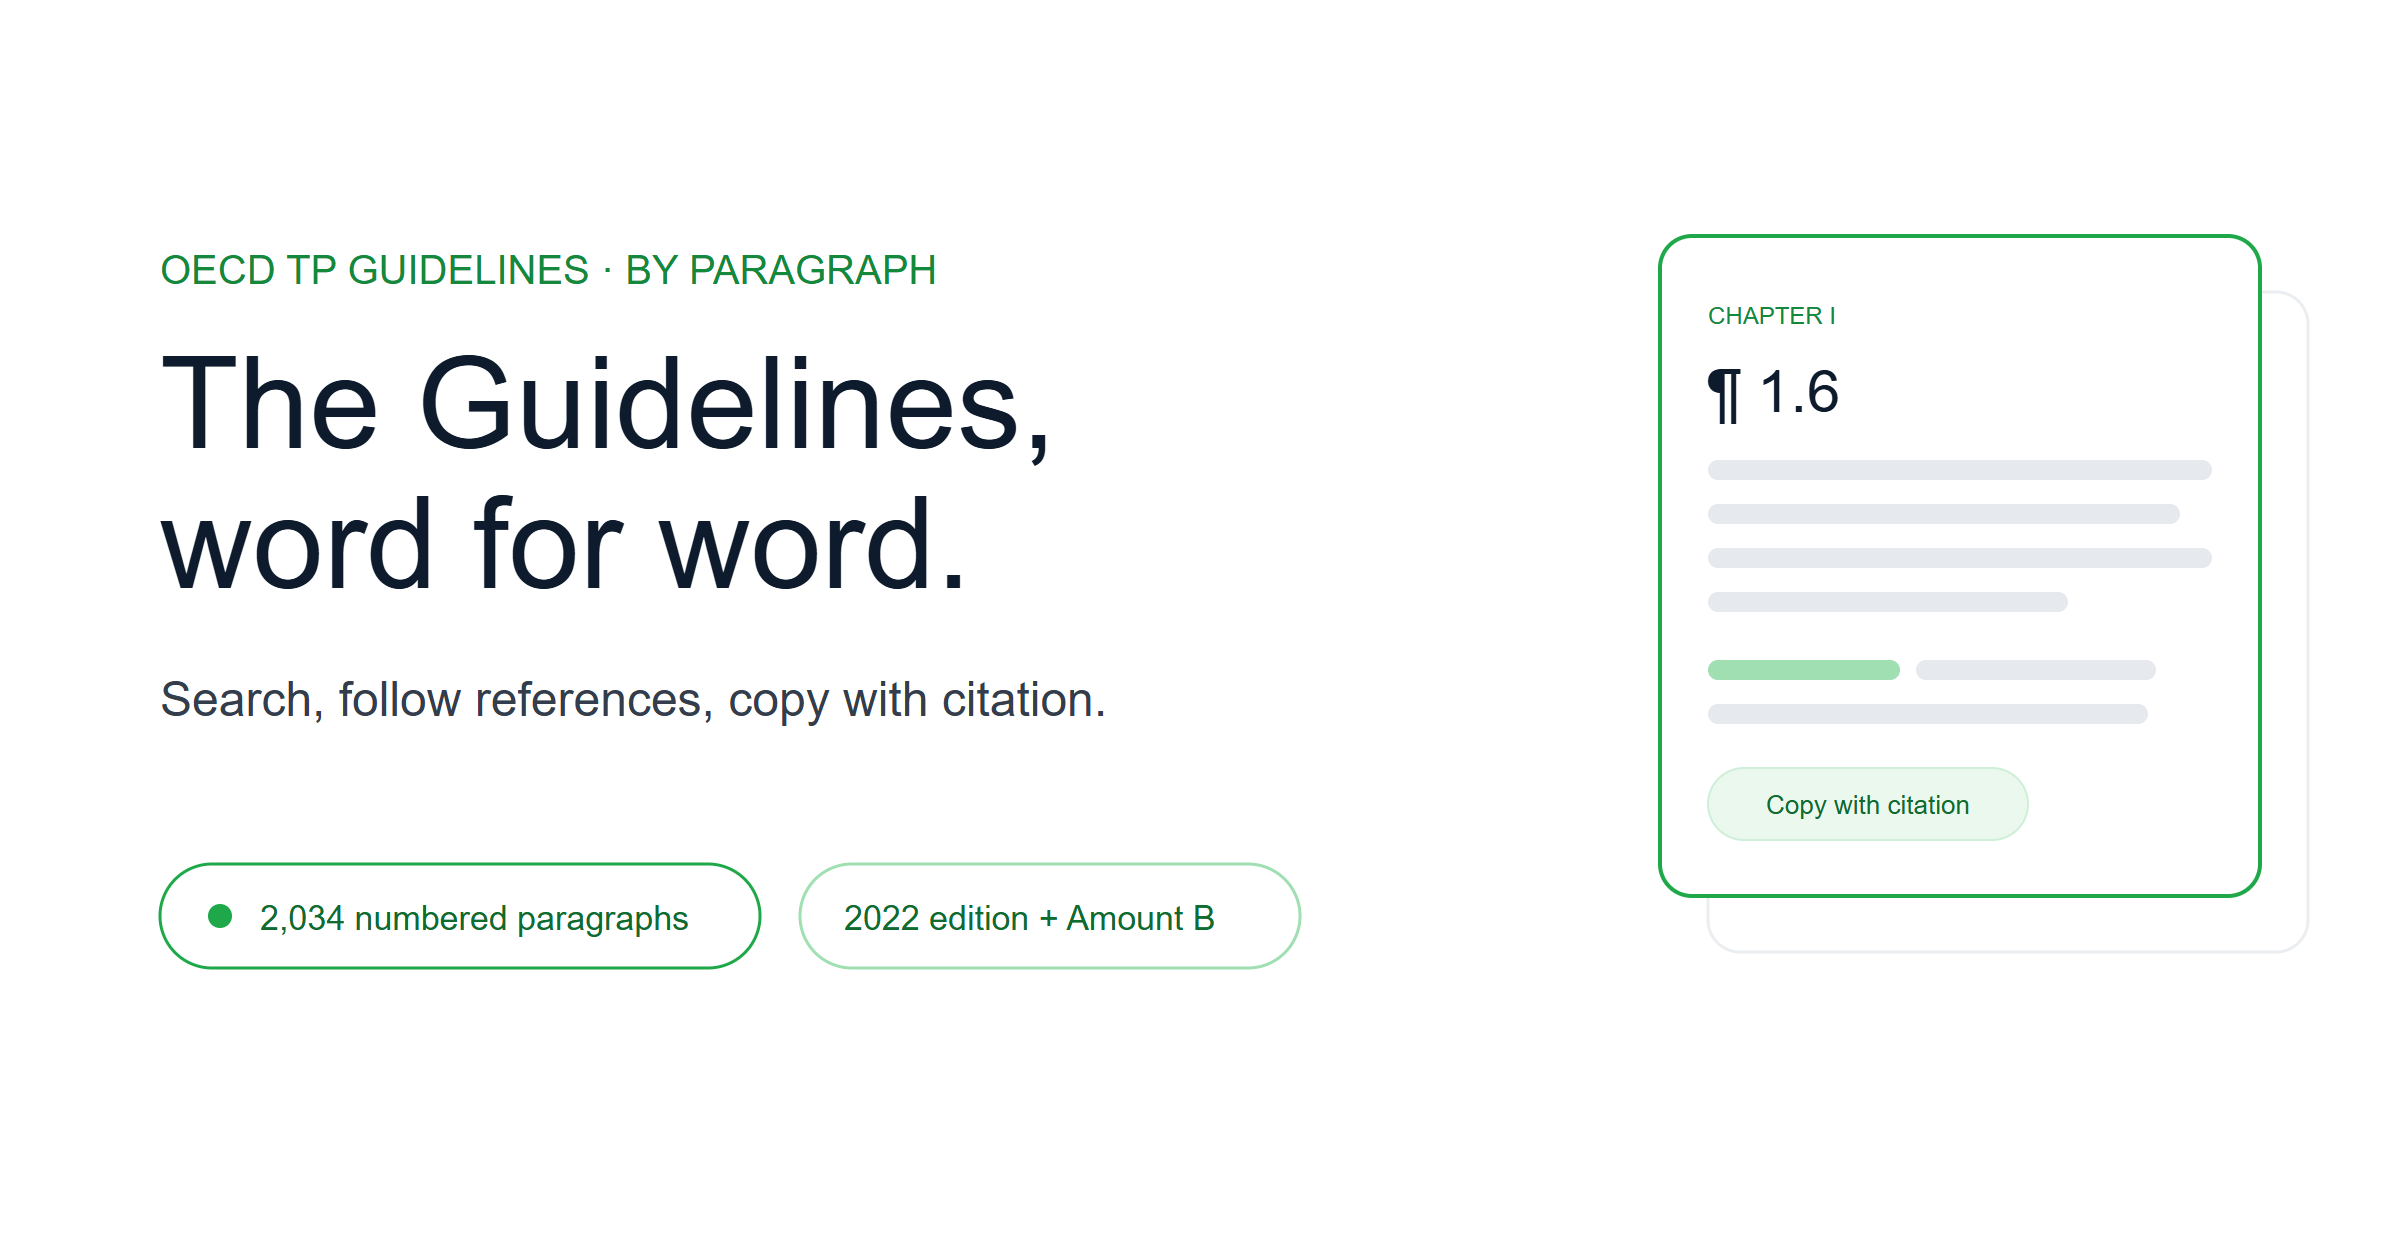 OECD TP GUIDELINES · BY PARAGRAPH
The Guidelines,
word for word.
Search, follow references, copy with citation.
2,034 numbered paragraphs
2022 edition + Amount B
CHAPTER I
¶ 1.6
Copy with citation